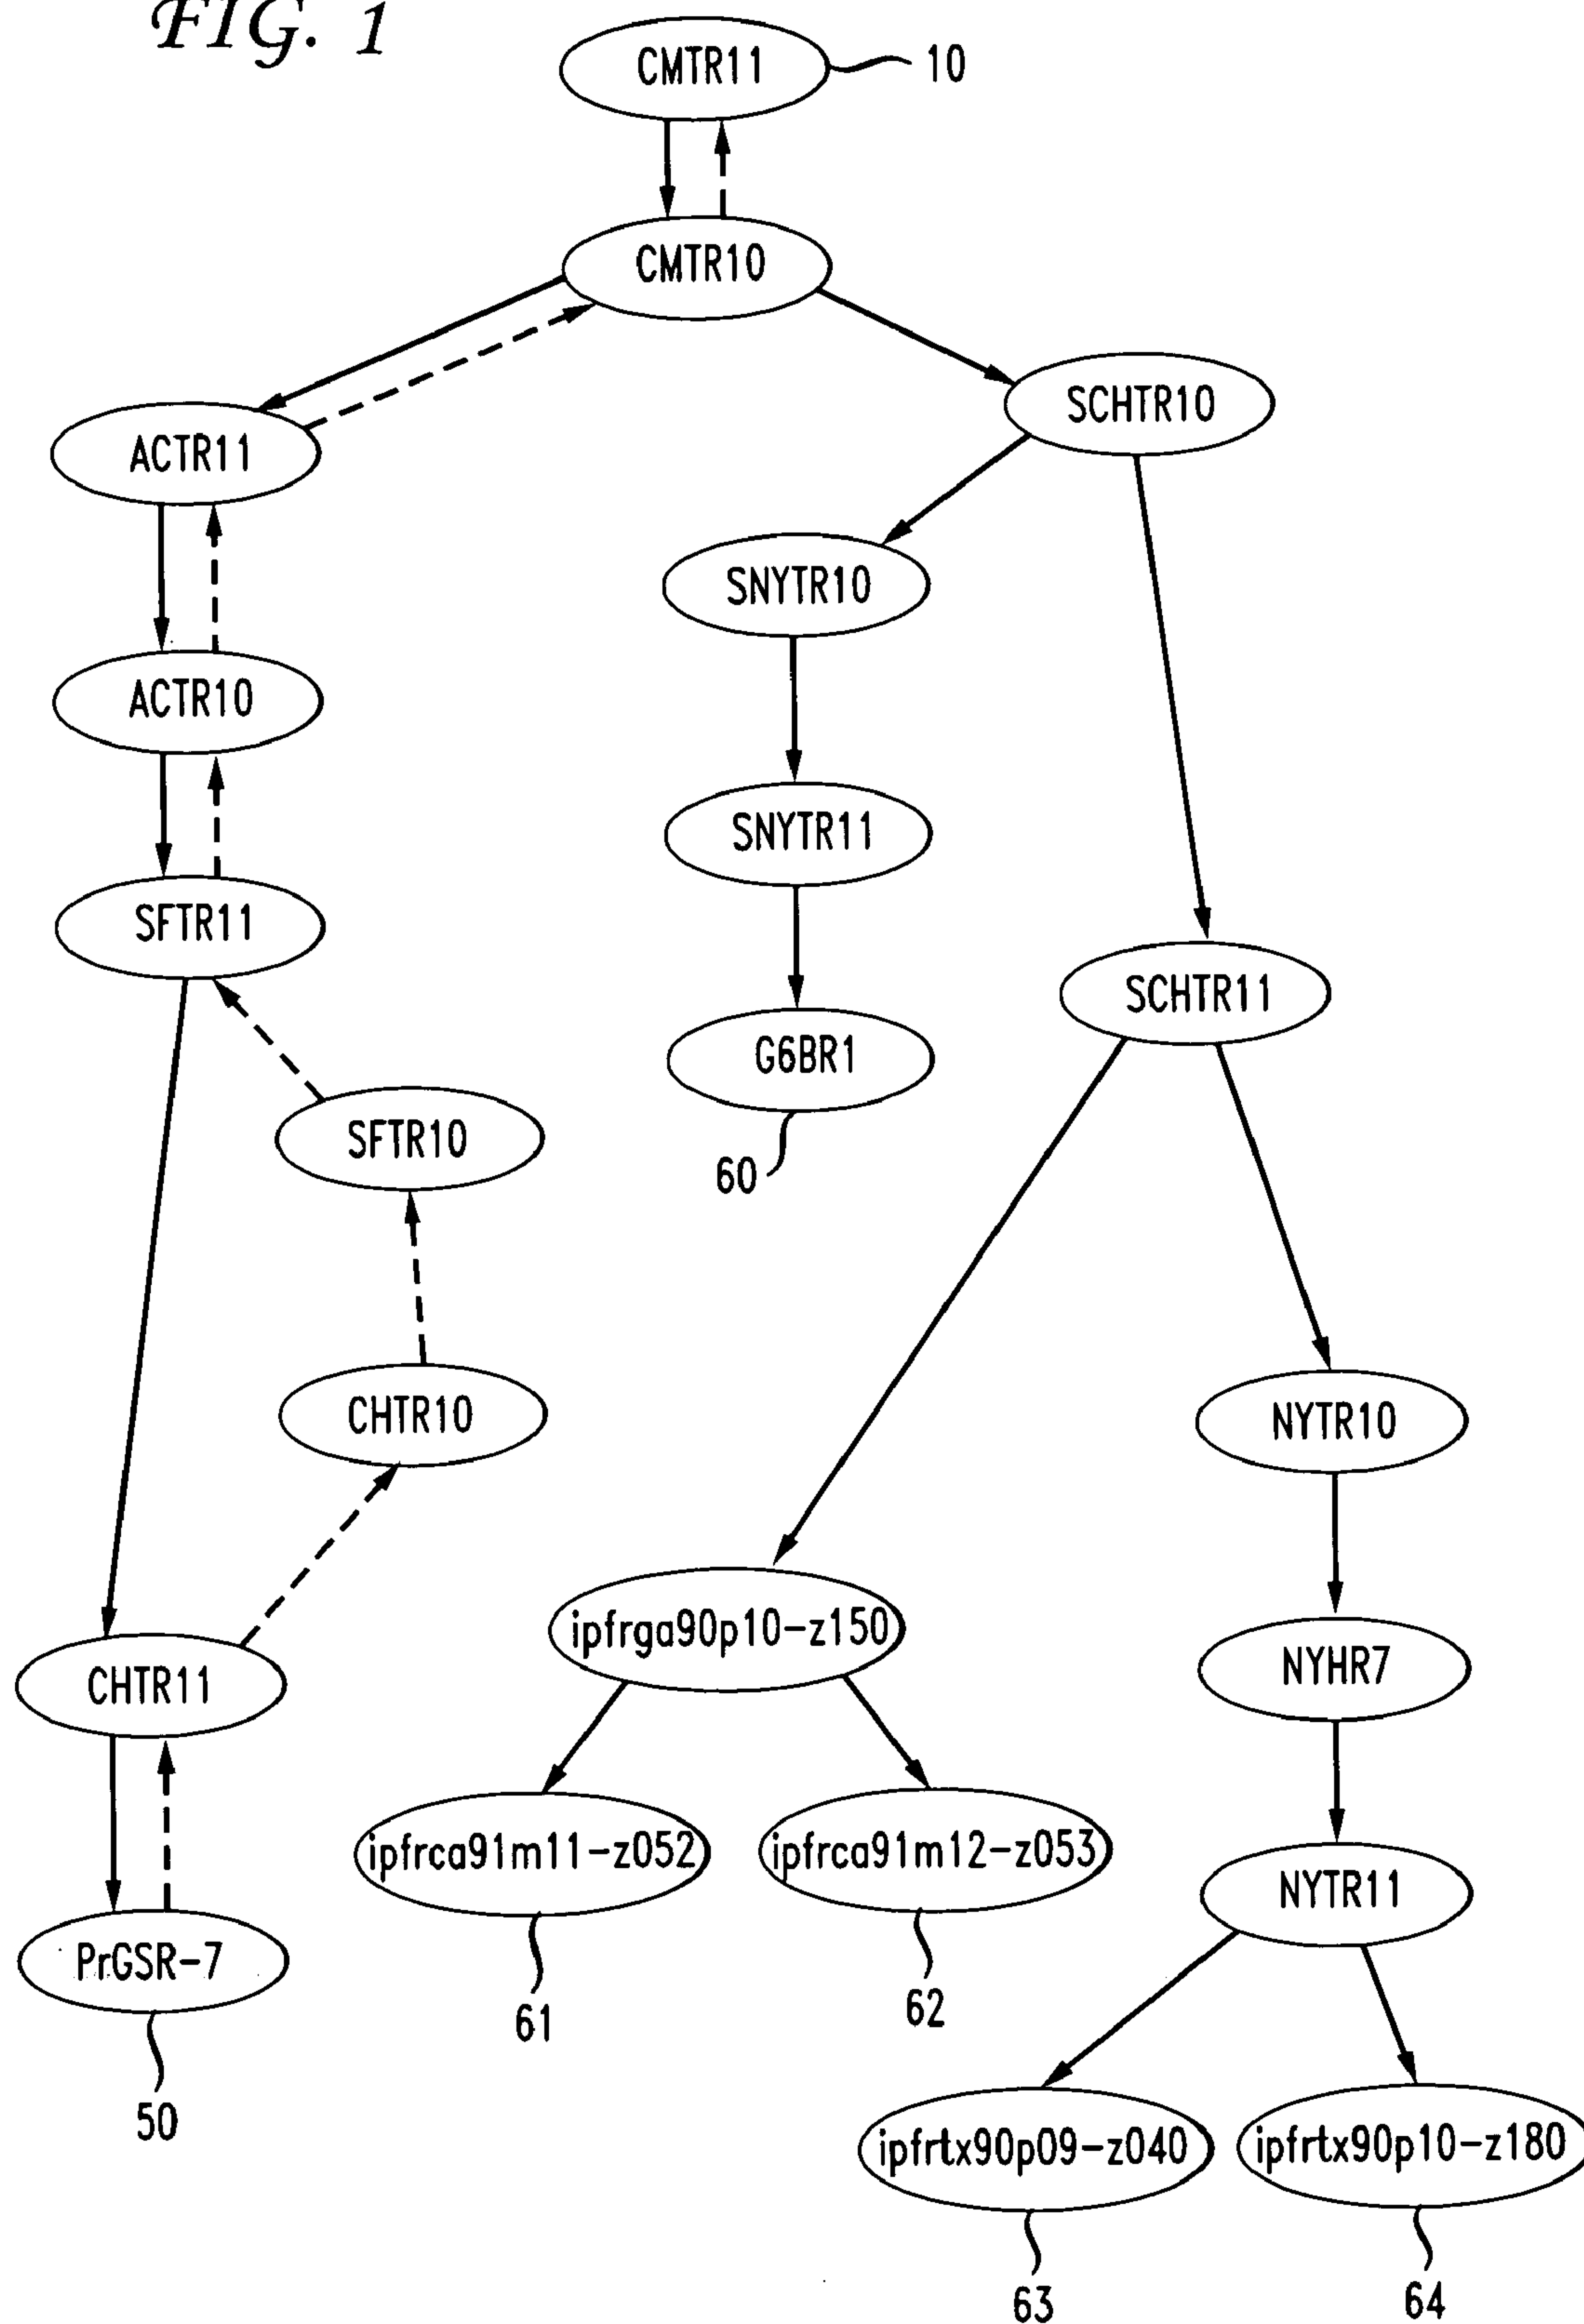 FIG. 1
CMTR11
10
CMTR10
SCHTR10
ACTR11
SNYTR10
ACTR10
SNYTR11
SFTR11
SCHTR11
G6BR1
SFTR10
60
CHTR10
NYTR10
ipfrga90p10-z150
NYHR7
CHTR11
ipfrca91m11-z052
ipfrca91m12-z053
NYTR11
PrGSR-7
61
62
50
ipfrtx90p09-z040
ipfrtx90p10-z180
63
64